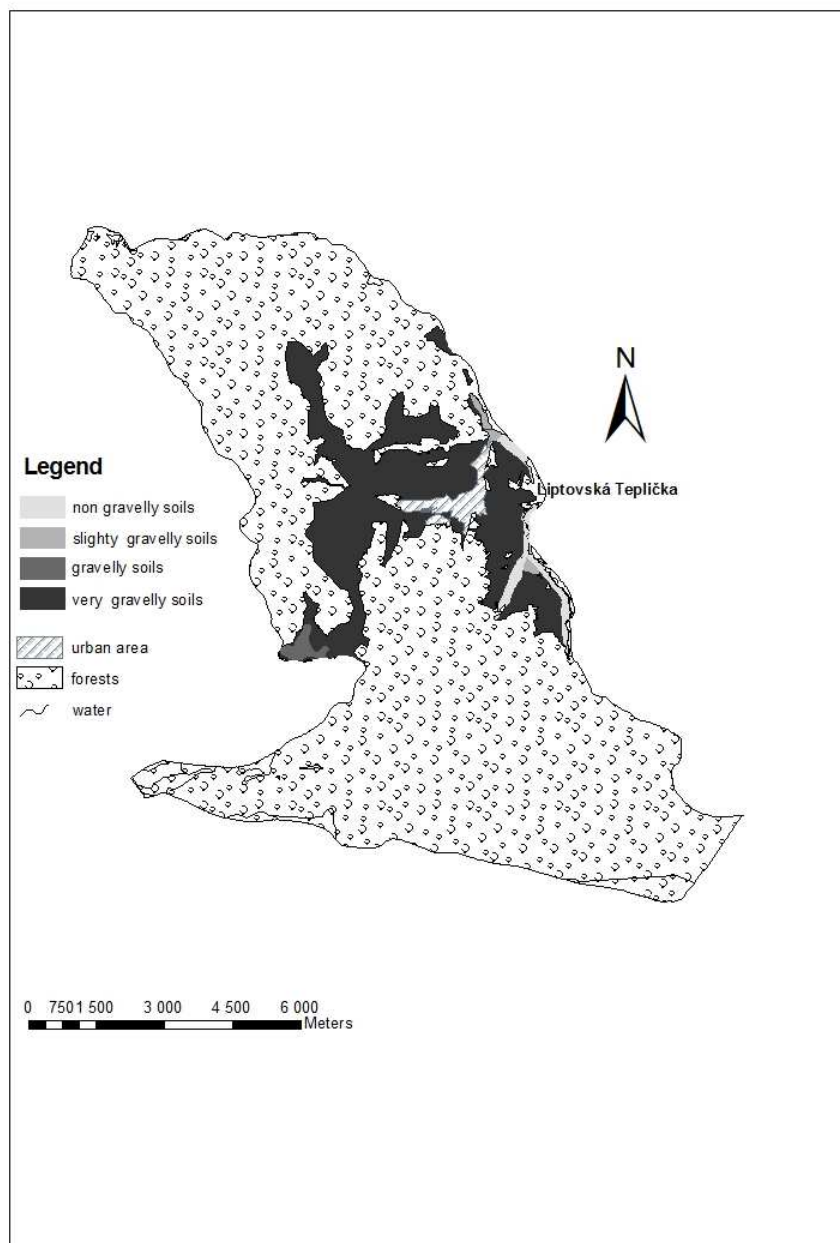 N
Liptovská Teplička
Legend
non gravelly soils
slighty gravelly soils
gravelly soils
very gravelly soils
urban area
forests
water
0 750 1 500 3 000 4 500 6 000
Meters